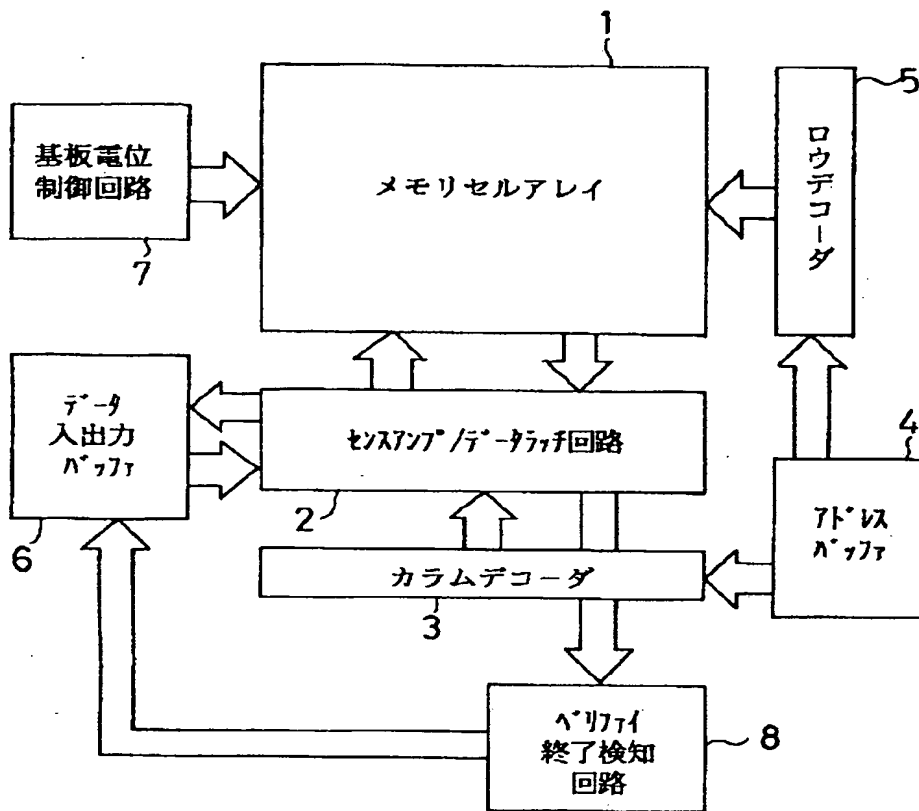 1
5
基板電位
制御回路
7
メモリセルアレイ
ロウデコーダ
データ
入出力
バッファ
6
センスアンプ/データラッチ回路
2
4
アドレス
バッファ
カラムデコーダ
3
ベリファイ
終了検知
回路
8